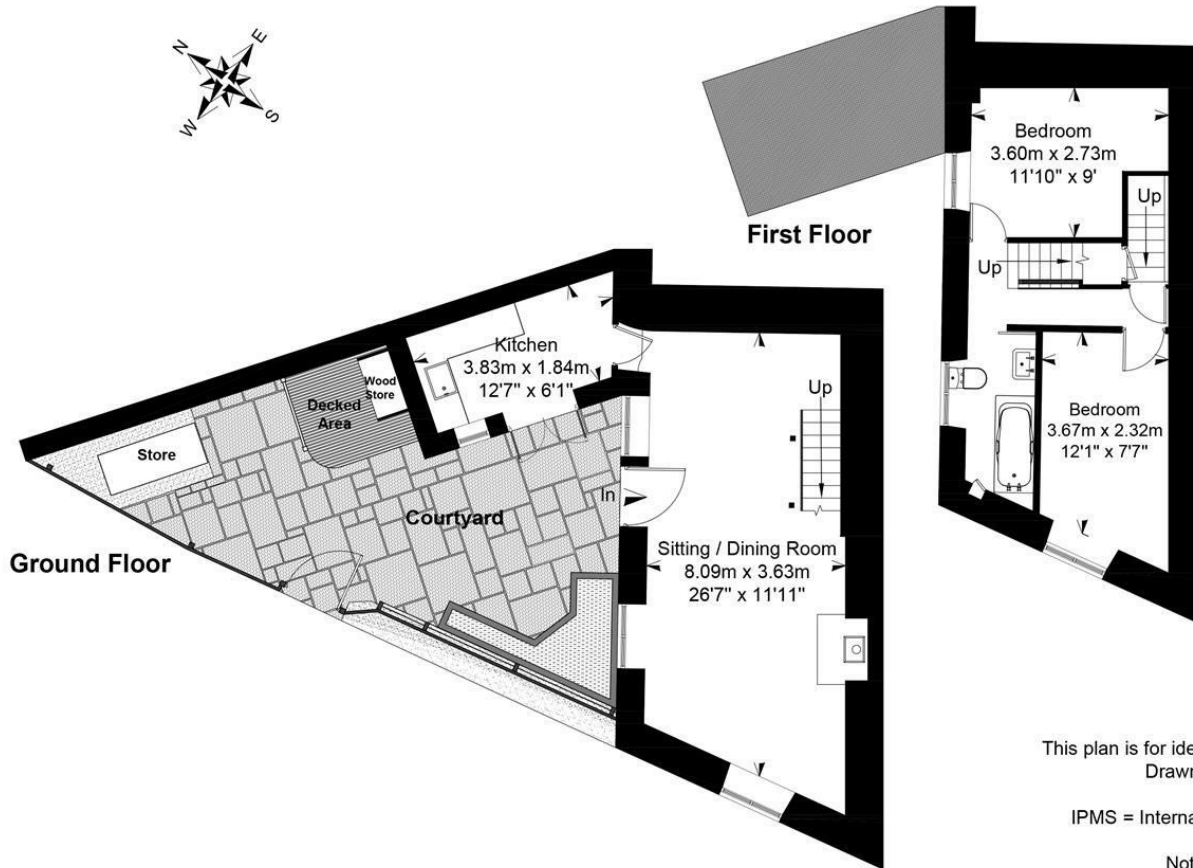 N
E
W
S
First Floor
Bedroom
3.60m x 2.73m
11'10" x 9'
Up
Up
Bedroom
3.67m x 2.32m
12'1" x 7'7"
Kitchen
3.83m x 1.84m
12'7" x 6'1"
Wood
Store
Decked
Area
Store
Courtyard
In
Up
Ground Floor
Sitting / Dining Room
8.09m x 3.63m
26'7" x 11'11"
This plan is for ide
Drawn
IPMS = Interna
Not